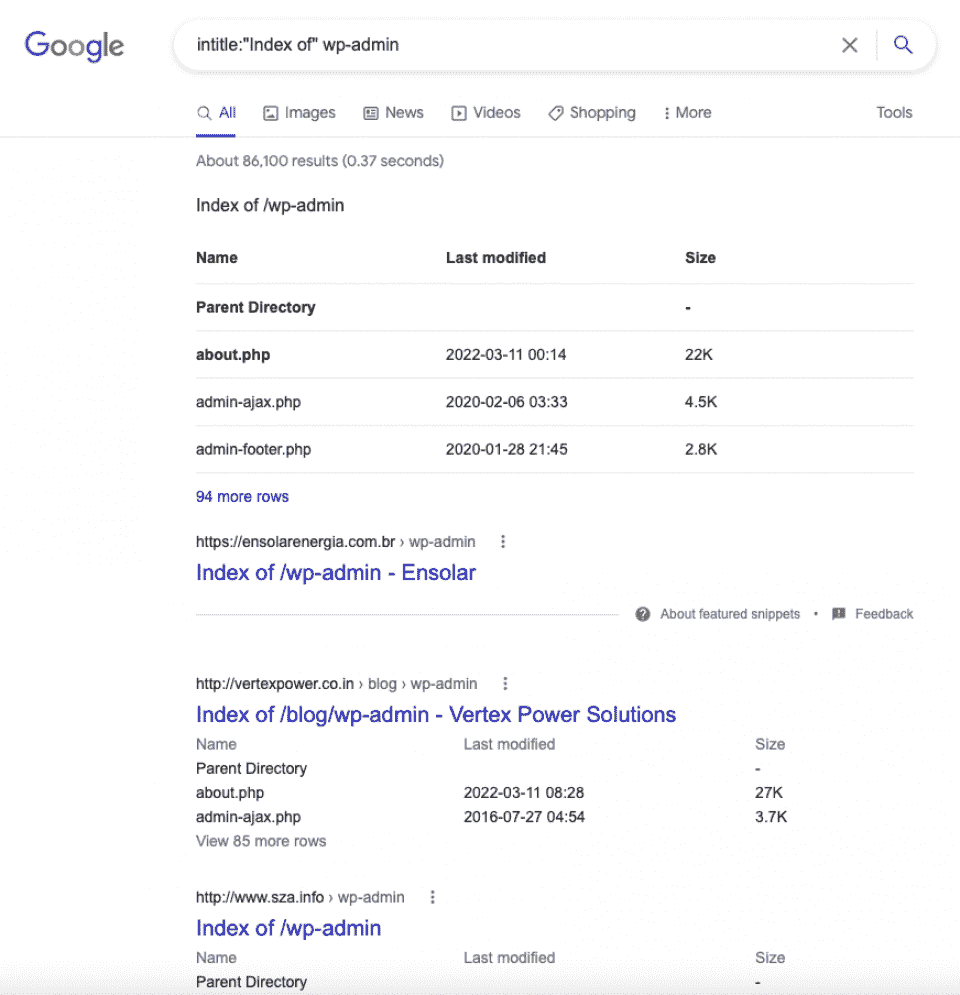 Google
intitle:"Index of" wp-admin
All Images News Videos Shopping More Tools
About 86,100 results (0.37 seconds)
Index of /wp-admin
Name Last modified Size
Parent Directory -
about.php 2022-03-11 00:14 22K
admin-ajax.php 2020-02-06 03:33 4.5K
admin-footer.php 2020-01-28 21:45 2.8K
94 more rows
https://ensolarenergia.com.br › wp-admin
Index of /wp-admin - Ensolar
About featured snippets • Feedback
http://vertexpower.co.in › blog › wp-admin
Index of /blog/wp-admin - Vertex Power Solutions
Name Last modified Size
Parent Directory -
about.php 2022-03-11 08:28 27K
admin-ajax.php 2016-07-27 04:54 3.7K
View 85 more rows
http://www.sza.info › wp-admin
Index of /wp-admin
Name Last modified Size
Parent Directory -